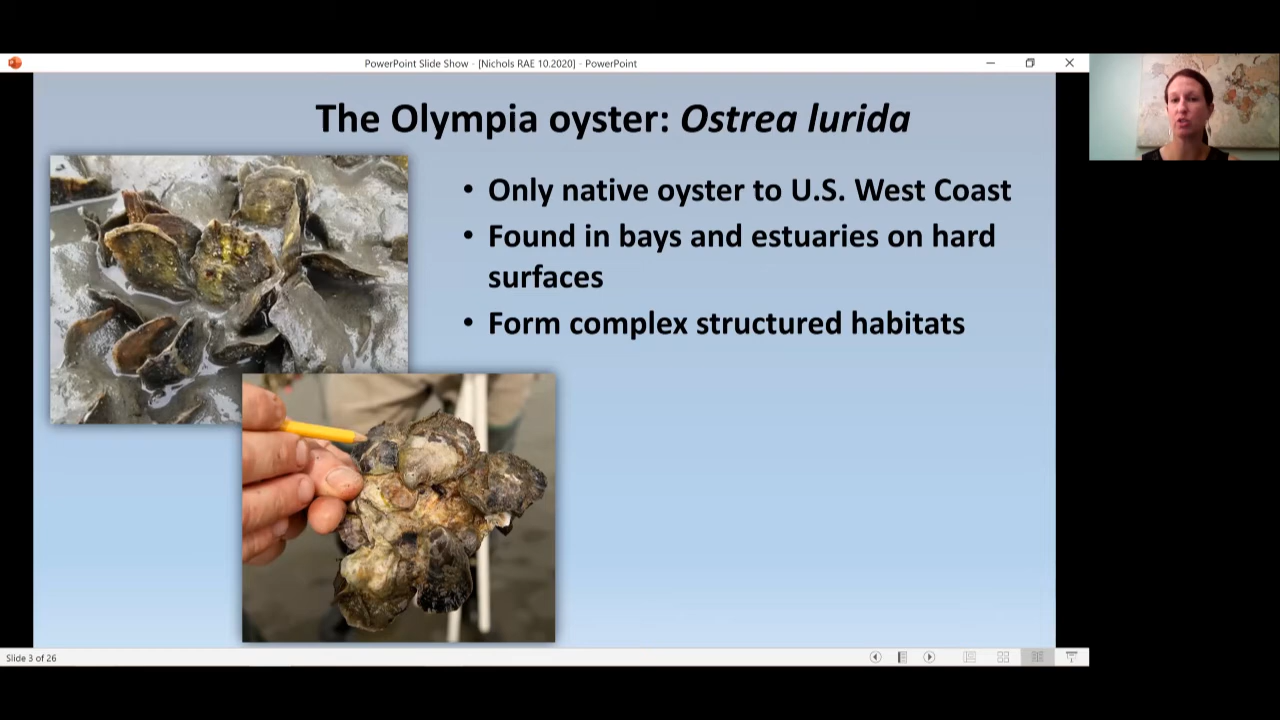 PowerPoint Slide Show - [Nichols RAE 10.2020] - PowerPoint
The Olympia oyster: Ostrea lurida
• Only native oyster to U.S. West Coast
• Found in bays and estuaries on hard
surfaces
• Form complex structured habitats
Slide 3 of 26